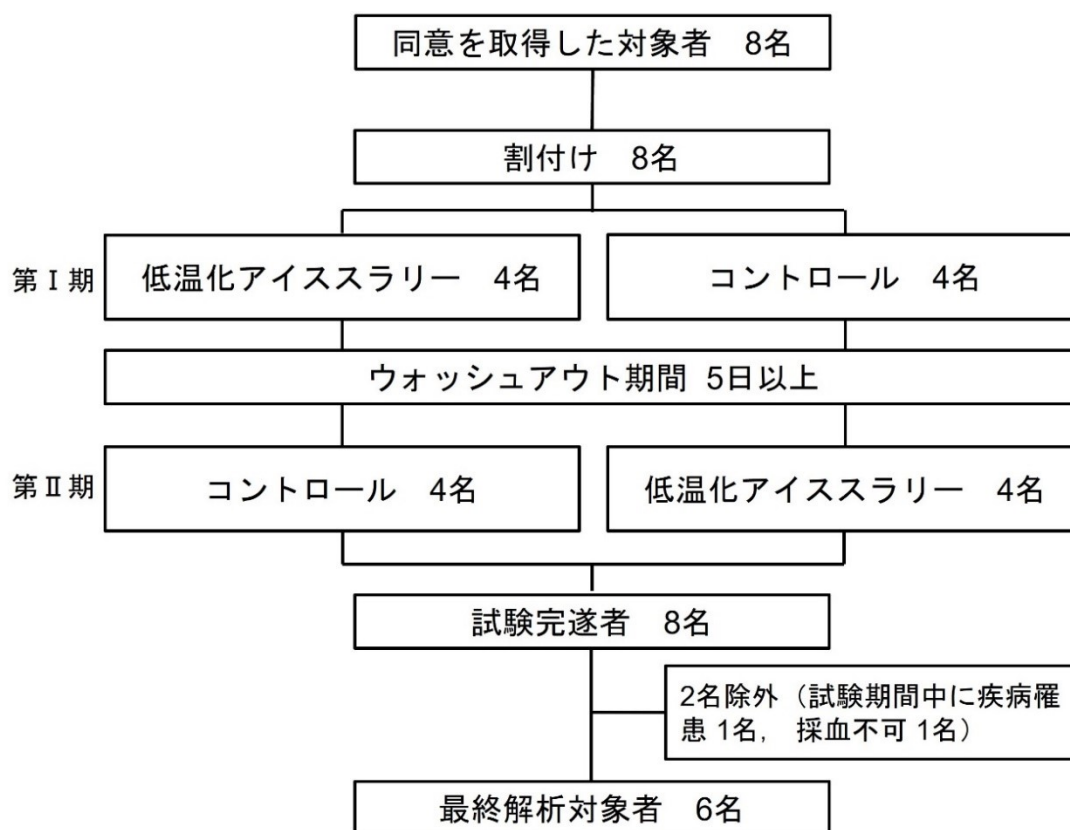 同意を取得した対象者 8名
割付け 8名
第Ⅰ期
低温化アイススラリー 4名
コントロール 4名
ウォッシュアウト期間 5日以上
第Ⅱ期
コントロール 4名
低温化アイススラリー 4名
試験完遂者 8名
2名除外（試験期間中に疾病罹
患 1名， 採血不可 1名）
最終解析対象者 6名